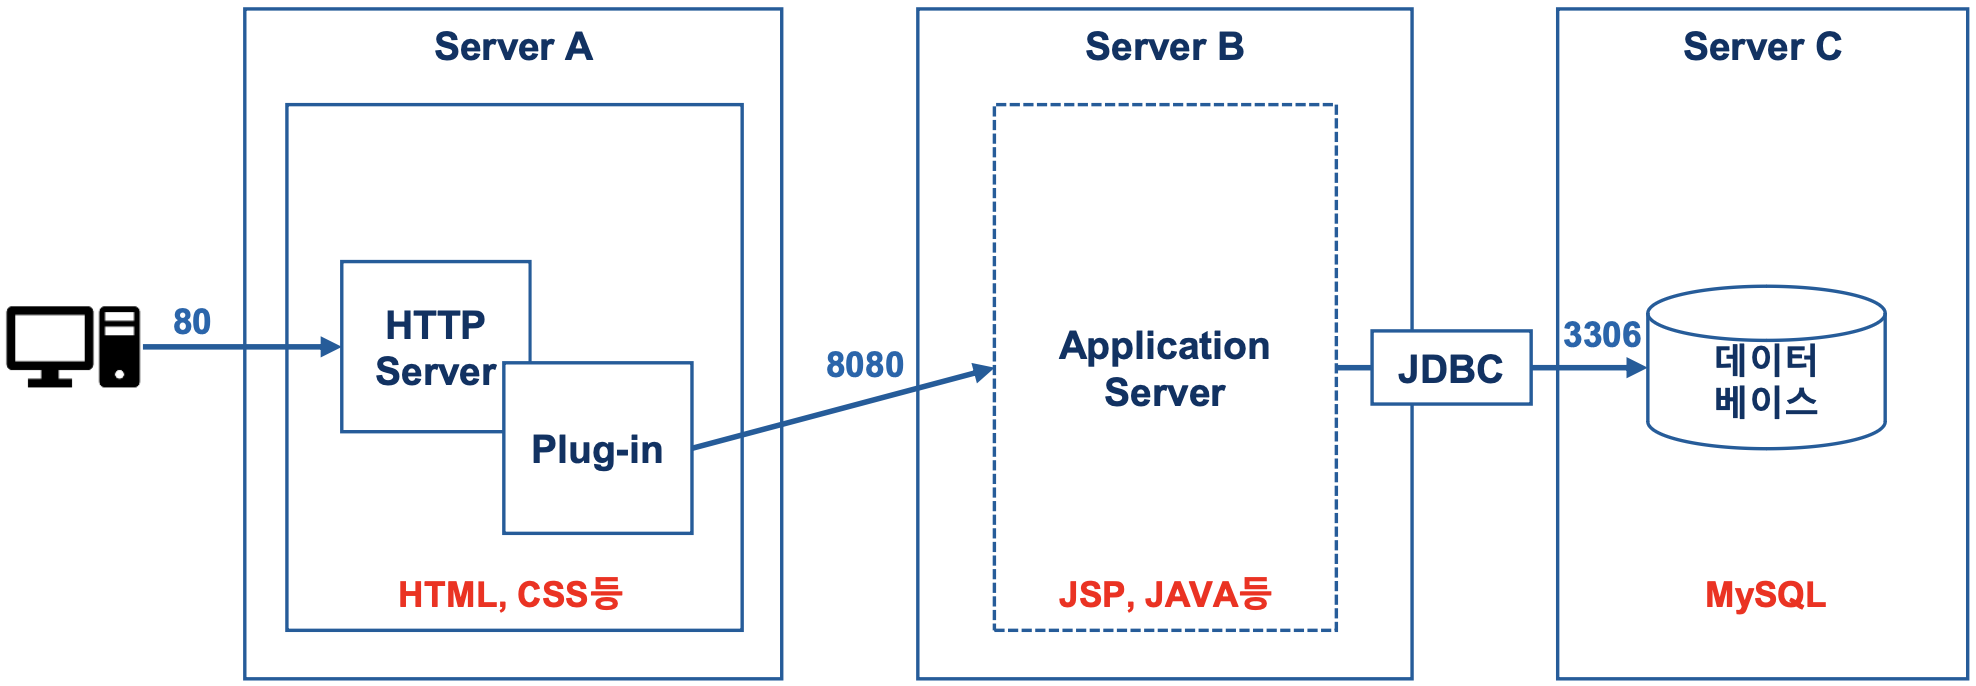 Server A
Server B
Server C
80
HTTP
Server
Plug-in
HTML, CSS등
8080
Application
Server
JSP, JAVA등
JDBC
3306
데이터
베이스
MySQL